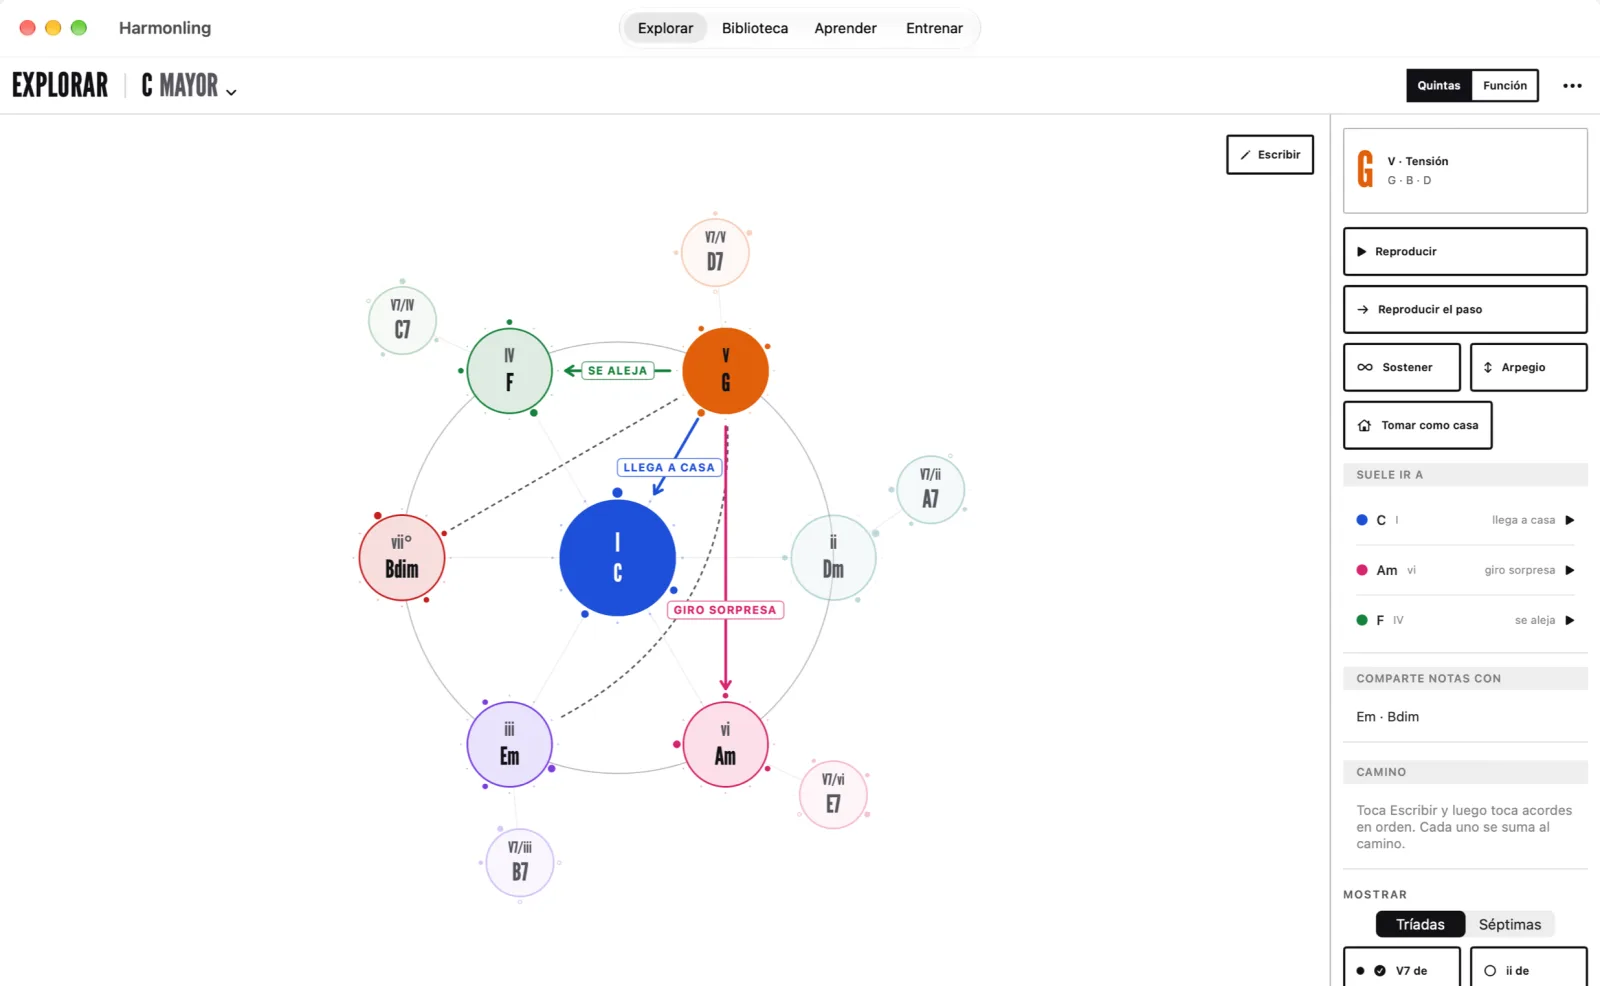 Harmonling
Explorar
Biblioteca
Aprender
Entrenar
EXPLORAR
C MAYOR
Quintas
Función
Escribir
V7/V
D7
V7/IV
C7
IV
F
SE ALEJA
V
G
LLEGA A CASA
V7/ii
A7
vii°
Bdim
I
C
ii
Dm
GIRO SORPRESA
iii
Em
vi
Am
V7/vi
E7
V7/iii
B7
G
V · Tensión
G · B · D
Reproducir
Reproducir el paso
Sostener
Arpegio
Tomar como casa
SUELE IR A
C I llega a casa
Am vi giro sorpresa
F IV se aleja
COMPARTE NOTAS CON
Em · Bdim
CAMINO
Toca Escribir y luego toca acordes
en orden. Cada uno se suma al
camino.
MOSTRAR
Tríadas
Séptimas
V7 de
ii de